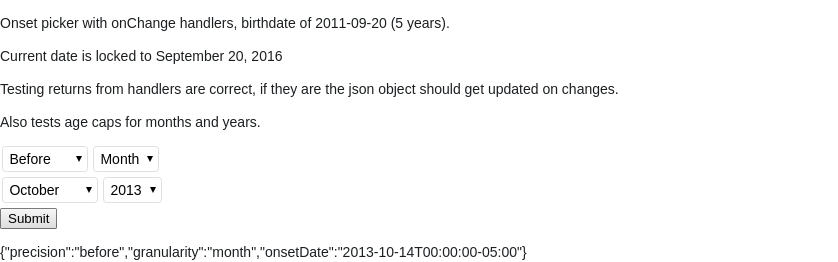 Onset picker with onChange handlers, birthdate of 2011-09-20 (5 years).
Current date is locked to September 20, 2016
Testing returns from handlers are correct, if they are the json object should get updated on changes.
Also tests age caps for months and years.
Before Month
October 2013
Submit
{"precision":"before","granularity":"month","onsetDate":"2013-10-14T00:00:00-05:00"}